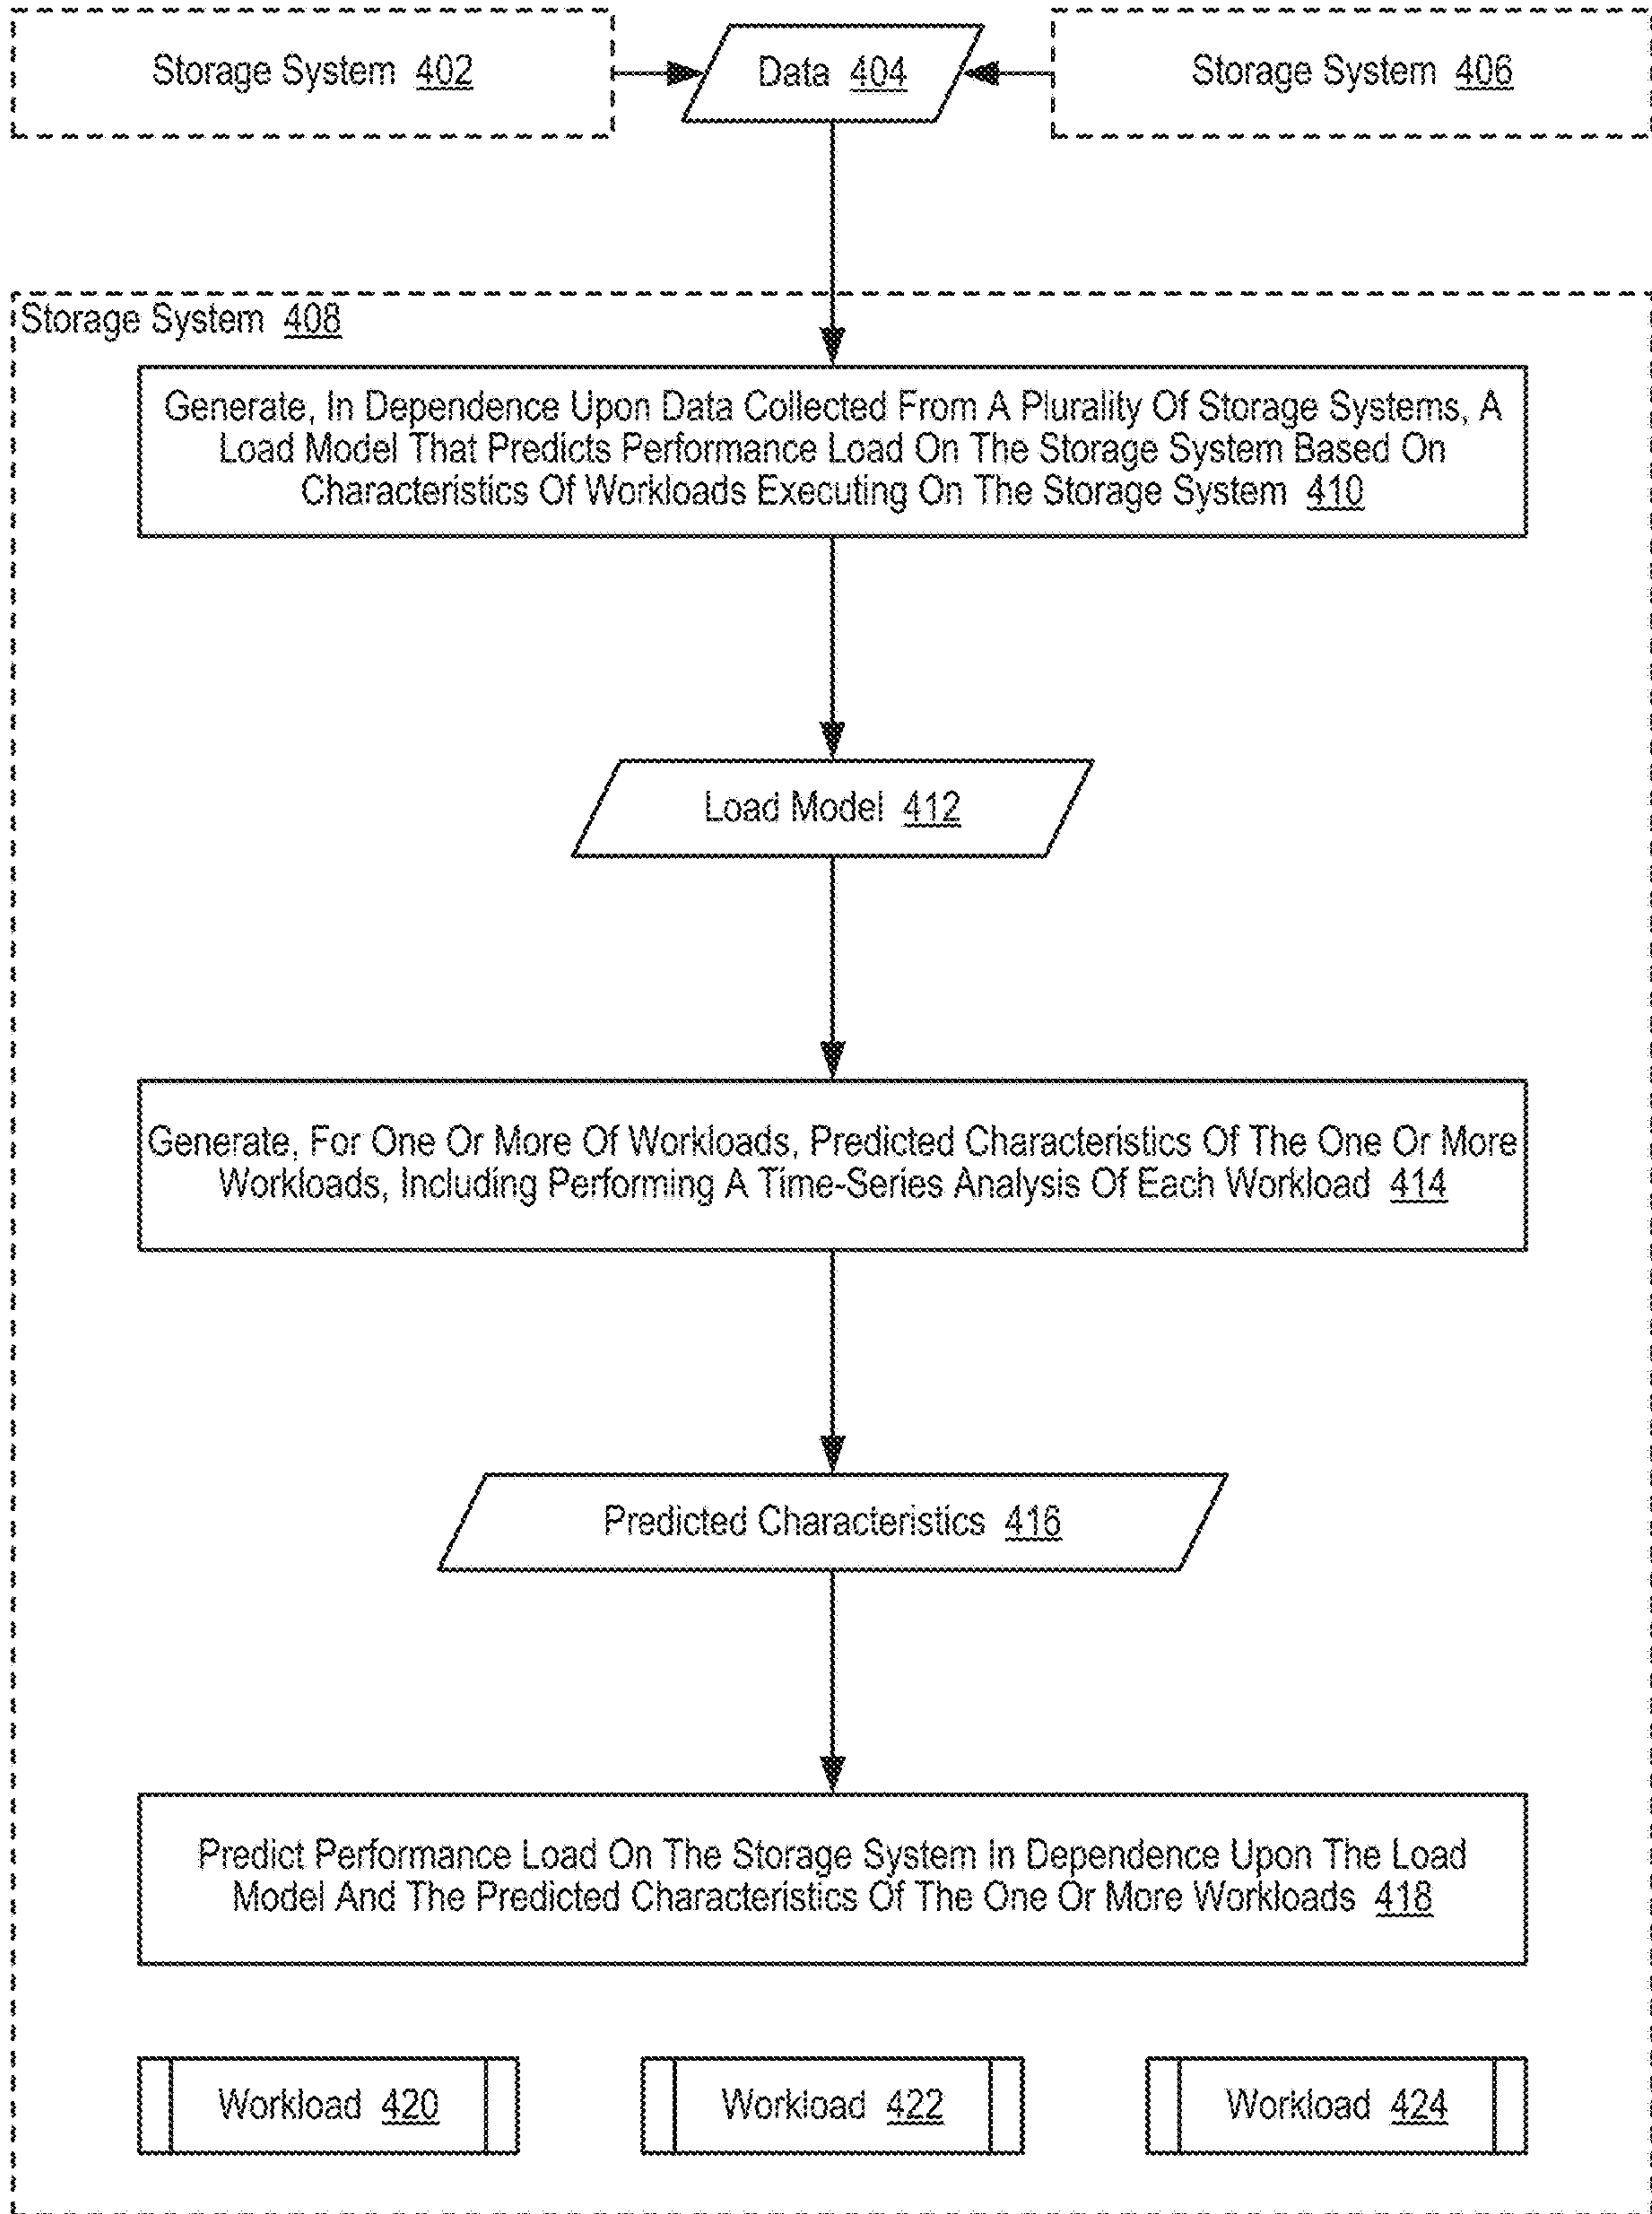 Storage System 402
Data 404
Storage System 406
Storage System 408
Generate, In Dependence Upon Data Collected From A Plurality Of Storage Systems, A
Load Model That Predicts Performance Load On The Storage System Based On
Characteristics Of Workloads Executing On The Storage System 410
Load Model 412
Generate, For One Or More Of Workloads, Predicted Characteristics Of The One Or More
Workloads, Including Performing A Time-Series Analysis Of Each Workload 414
Predicted Characteristics 416
Predict Performance Load On The Storage System In Dependence Upon The Load
Model And The Predicted Characteristics Of The One Or More Workloads 418
Workload 420
Workload 422
Workload 424